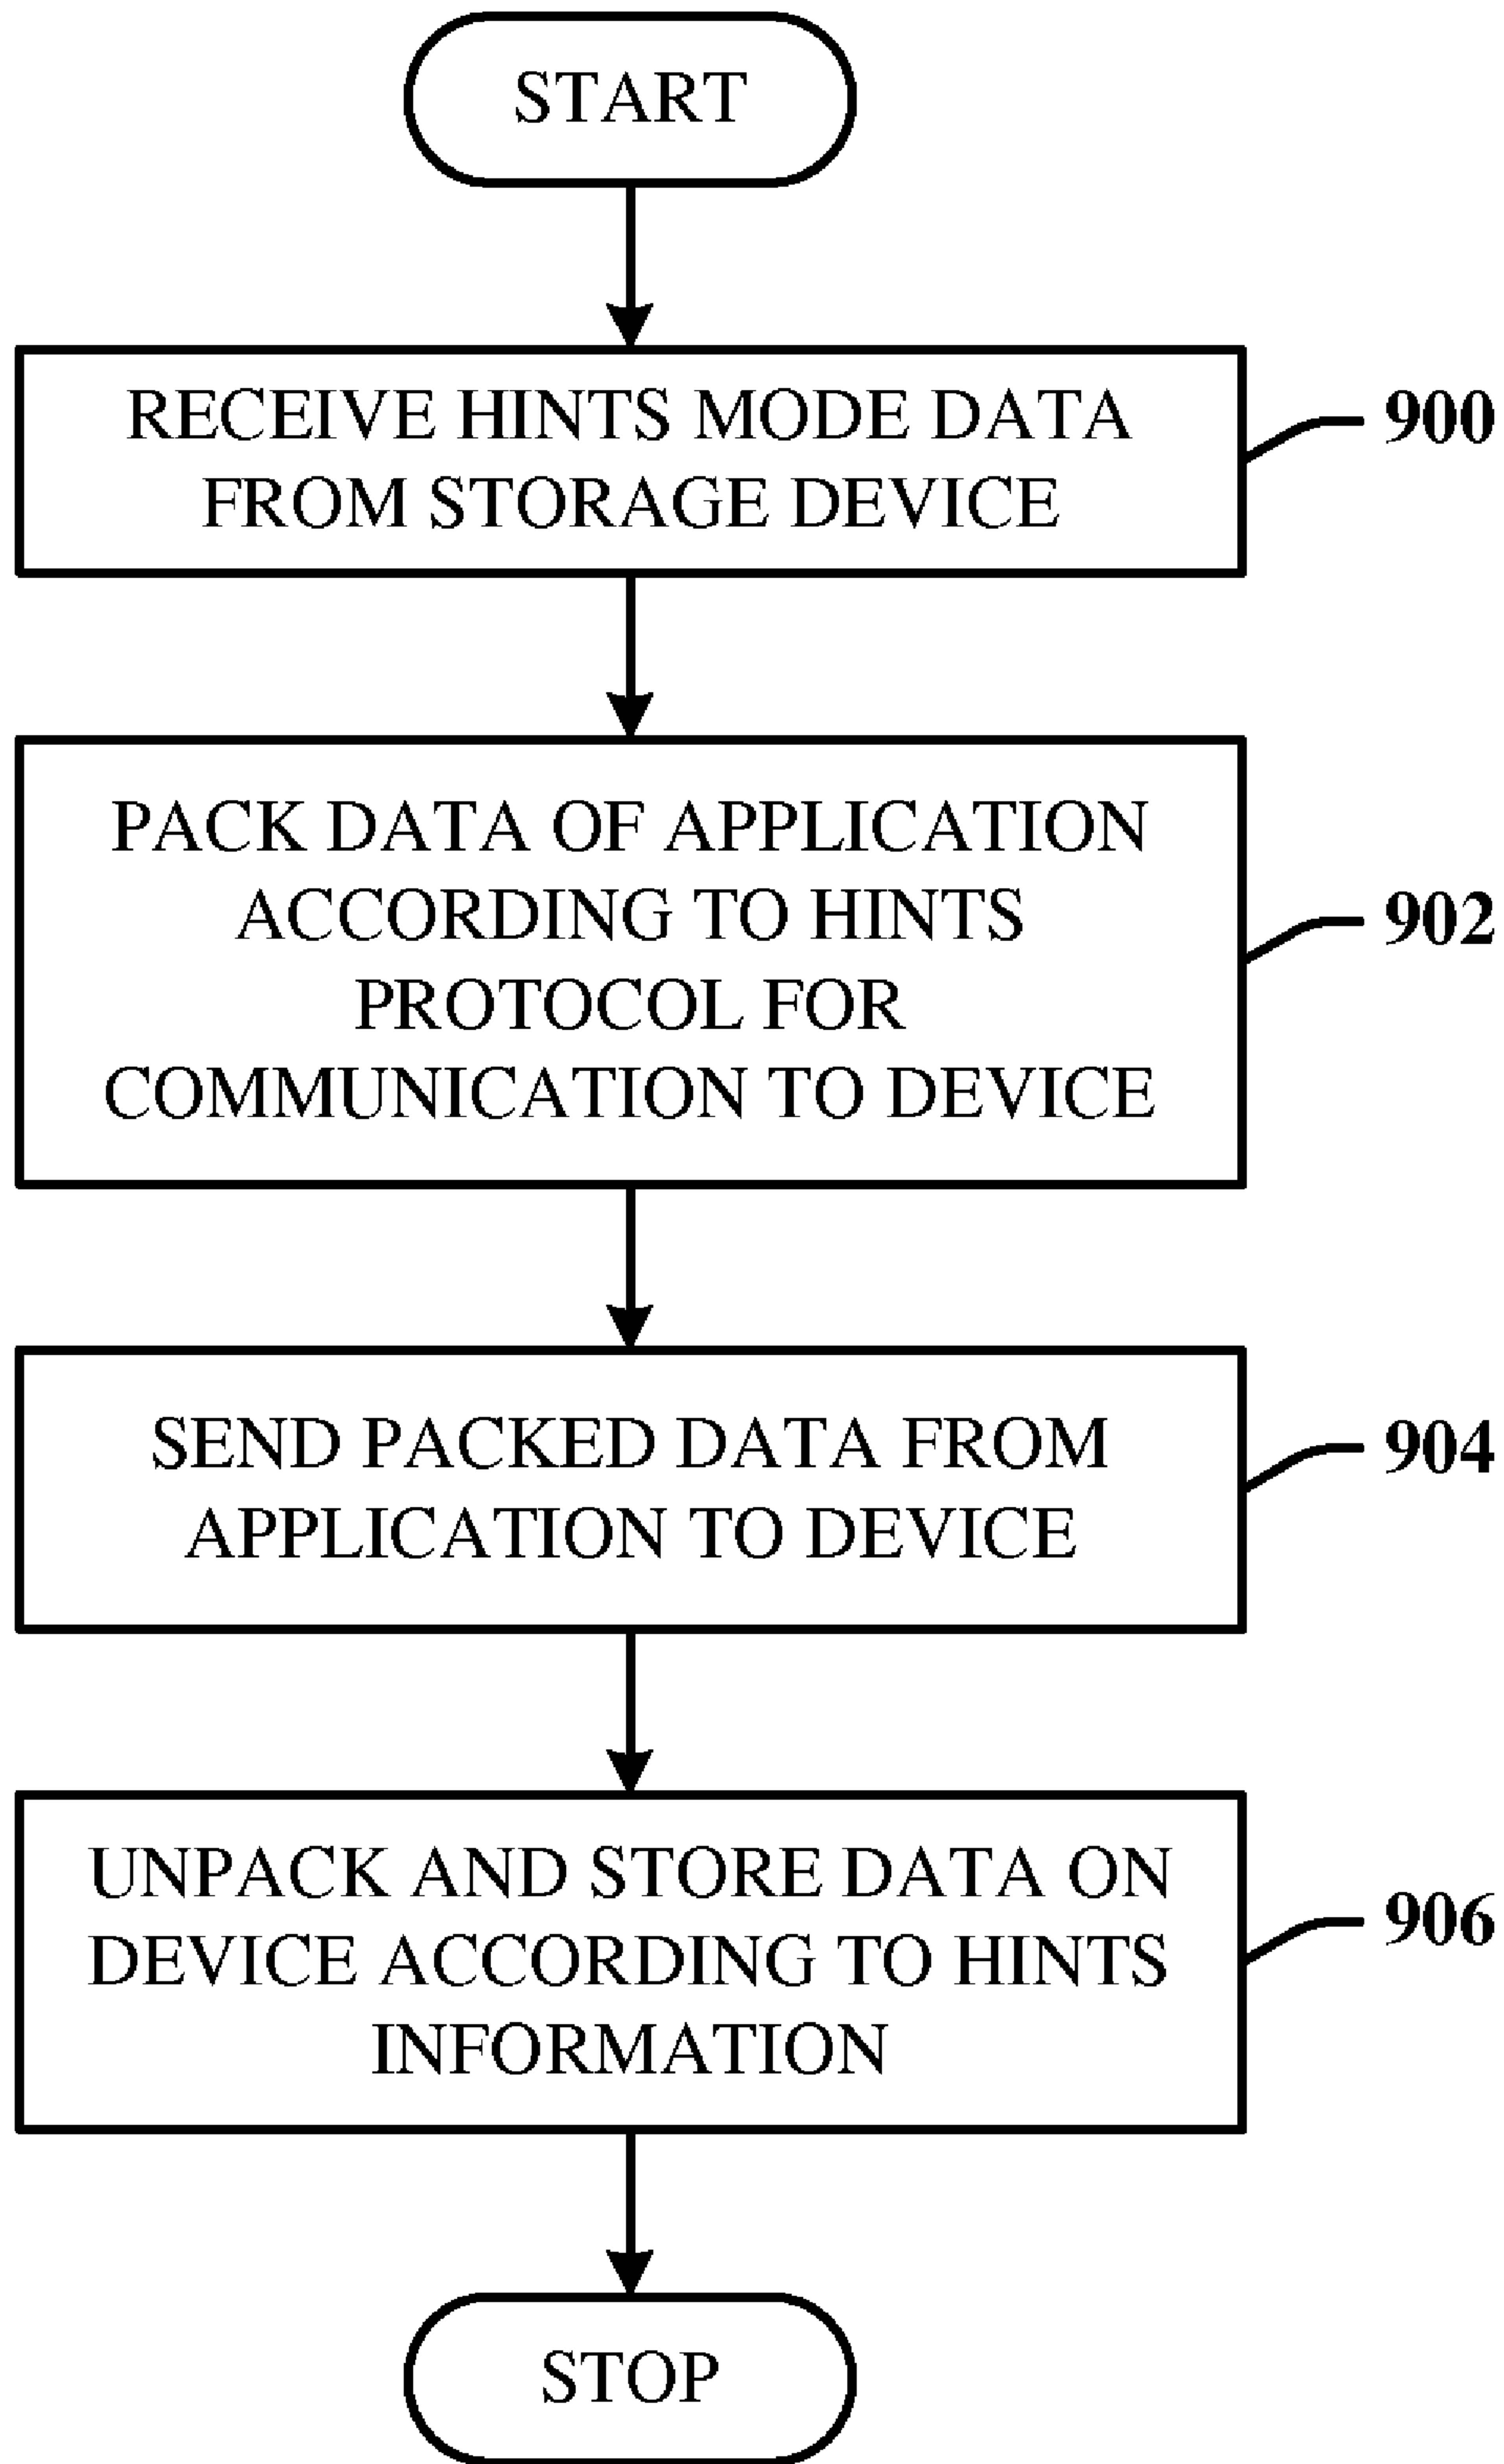 START
RECEIVE HINTS MODE DATA
FROM STORAGE DEVICE
900
PACK DATA OF APPLICATION
ACCORDING TO HINTS
PROTOCOL FOR
COMMUNICATION TO DEVICE
902
SEND PACKED DATA FROM
APPLICATION TO DEVICE
904
UNPACK AND STORE DATA ON
DEVICE ACCORDING TO HINTS
INFORMATION
906
STOP